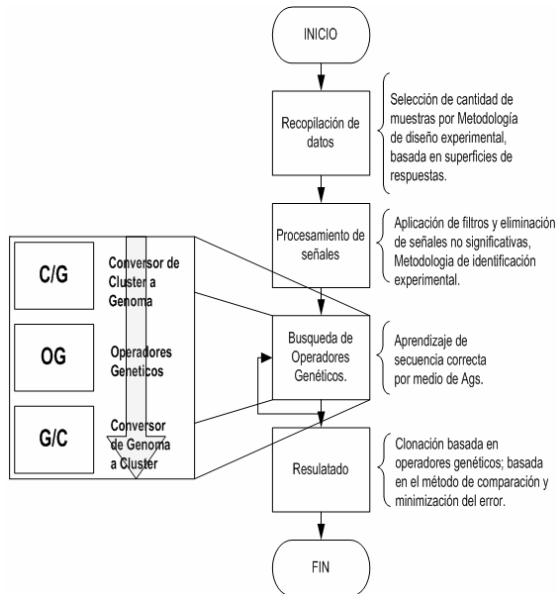 INICIO
Recopilación de
datos
Selección de cantidad de
muestras por Metodología
de diseño experimental,
basada en superficies de
respuestas.
Procesamiento de
señales
Aplicación de filtros y eliminación
de señales no significativas,
Metodologia de identificación
experimental.
C/G
Conversor de
Cluster a
Genoma
OG
Operadores
Geneticos
G/C
Conversor
de Genoma
a Cluster
Busqueda de
Operadores
Genéticos.
Aprendizaje de
secuencia correcta
por medio de Ags.
Resulatado
Clonación basada en
operadores genéticos; basada
en el método de comparación y
minimización del error.
FIN